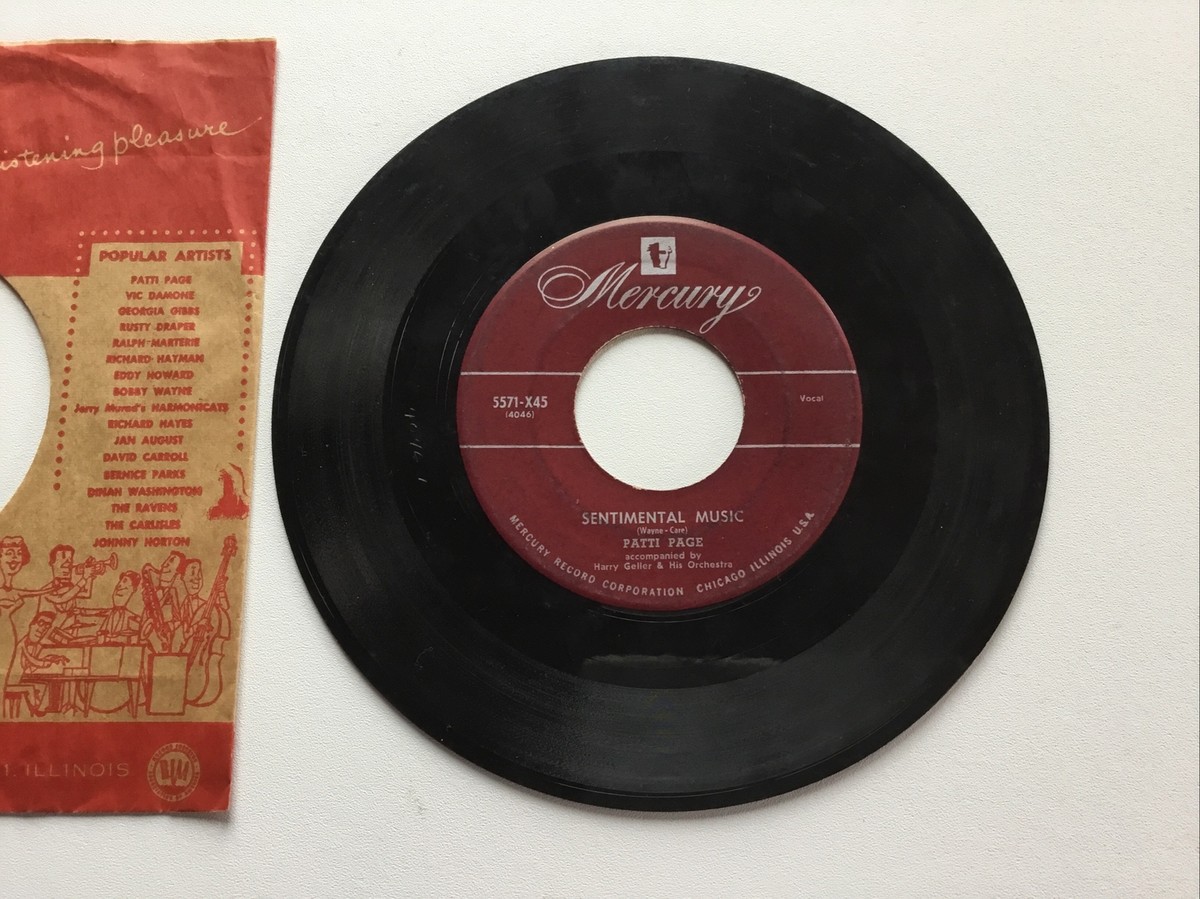 listening pleasure
POPULAR ARTISTS
PATTI PAGE
VIC DAMONE
GEORGIA GIBBS
RUSTY DRAPER
RALPH MARTERIE
RICHARD HAYMAN
EDDY HOWARD
BOBBY WAYNE
Jerry Murad's HARMONICATS
RICHARD HAYES
JAN AUGUST
DAVID CARROLL
BERNICE PARKS
DINAH WASHINGTON
THE RAVENS
THE CARLISLES
JOHNNY HORTON
ILLINOIS
Mercury
5571-X45
(4046)
Vocal
SENTIMENTAL MUSIC
(Wayne-Care)
PATTI PAGE
accompanied by
Harry Geller & His Orchestra
MERCURY RECORD CORPORATION CHICAGO ILLINOIS U.S.A.